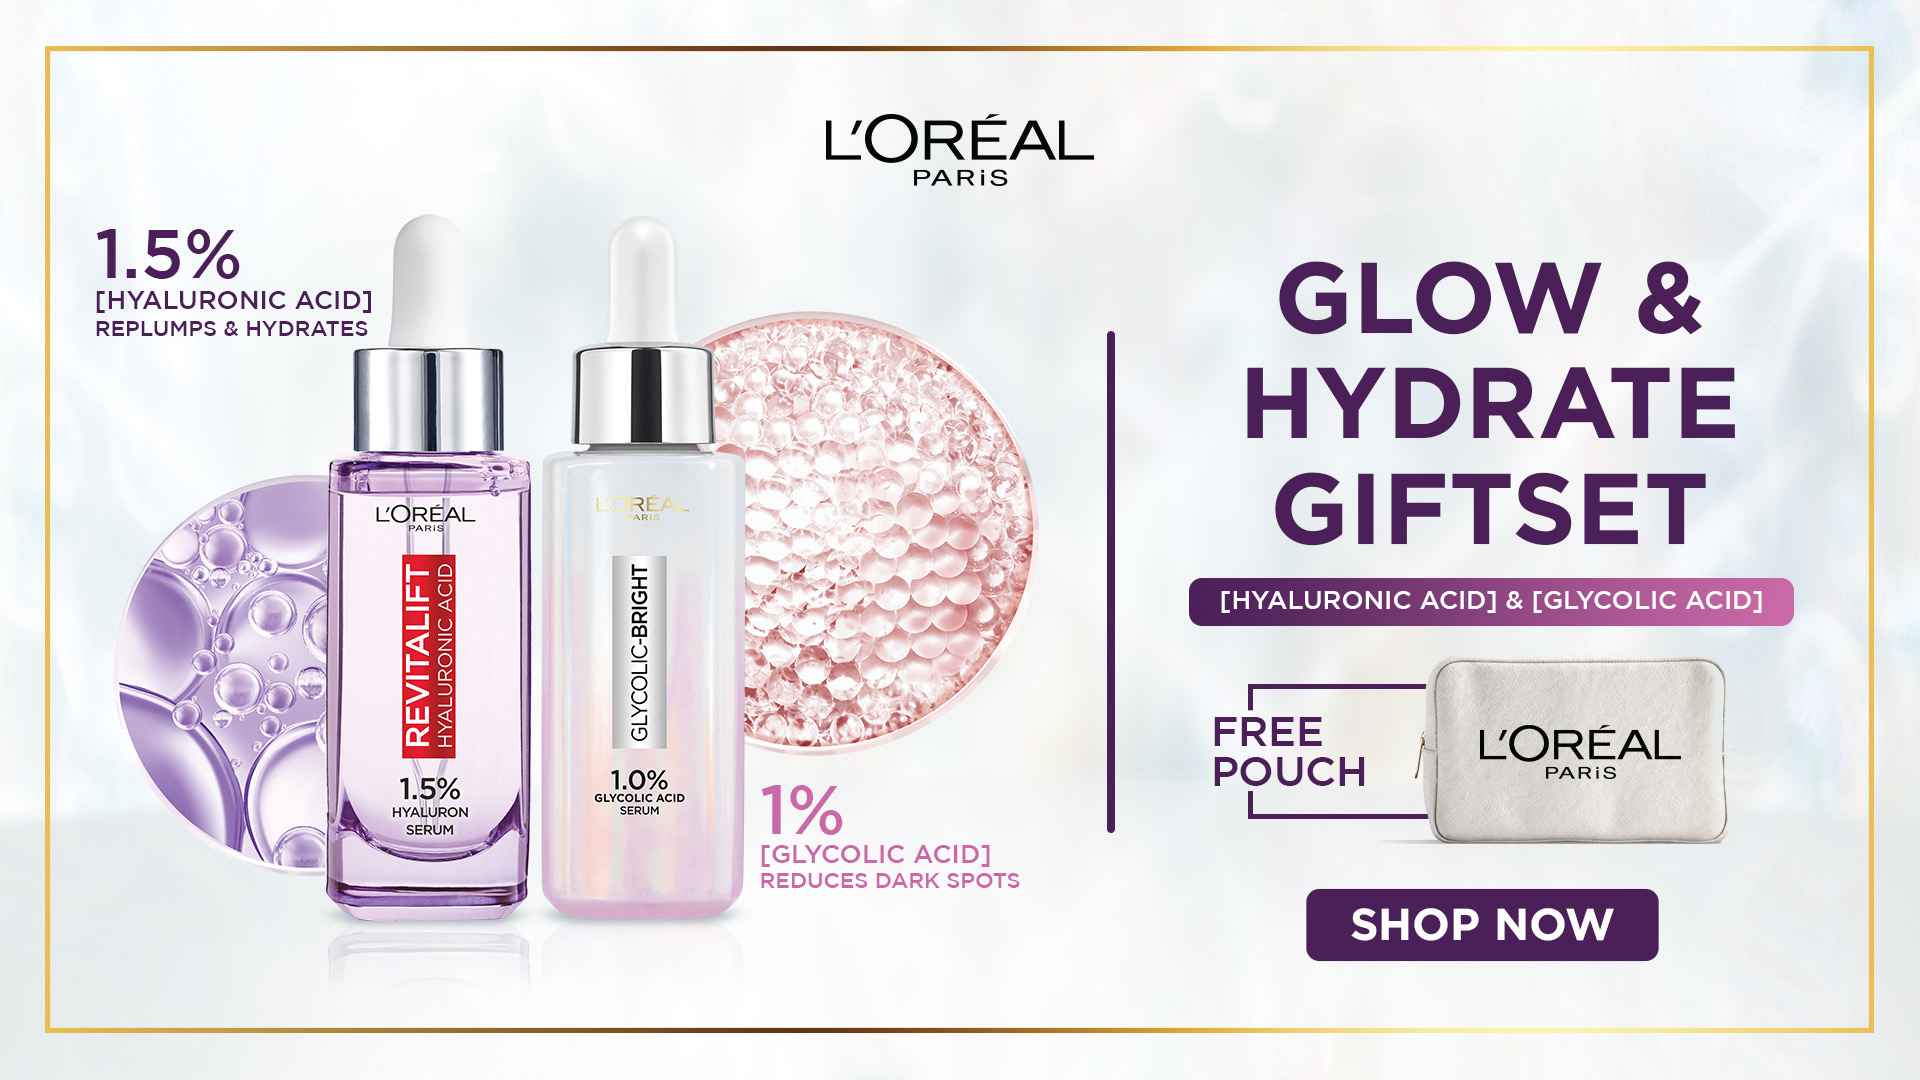 L'ORÉAL
PARiS
1.5%
[HYALURONIC ACID]
REPLUMPS & HYDRATES
L'ORÉAL
PARiS
REVITALIFT
HYALURONIC ACID
1.5%
HYALURON
SERUM
L'ORÉAL
PARiS
GLYCOLIC-BRIGHT
1.0%
GLYCOLIC ACID
SERUM
1%
[GLYCOLIC ACID]
REDUCES DARK SPOTS
GLOW &
HYDRATE
GIFTSET
[HYALURONIC ACID] & [GLYCOLIC ACID]
FREE
POUCH
L'ORÉAL
PARiS
SHOP NOW